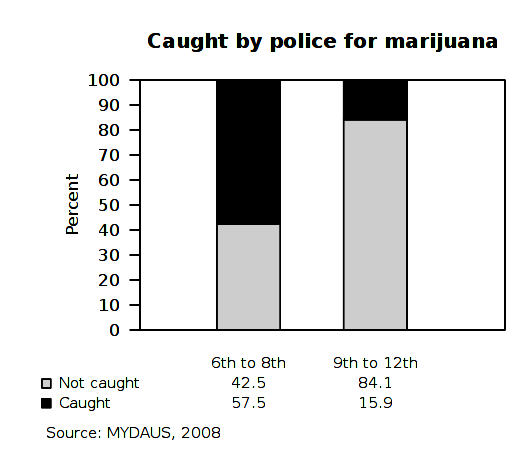 Caught by police for marijuana
100
90
80
70
60
50
40
30
20
10
0
Percent
6th to 8th 9th to 12th
Not caught 42.5 84.1
Caught 57.5 15.9
Source: MYDAUS, 2008